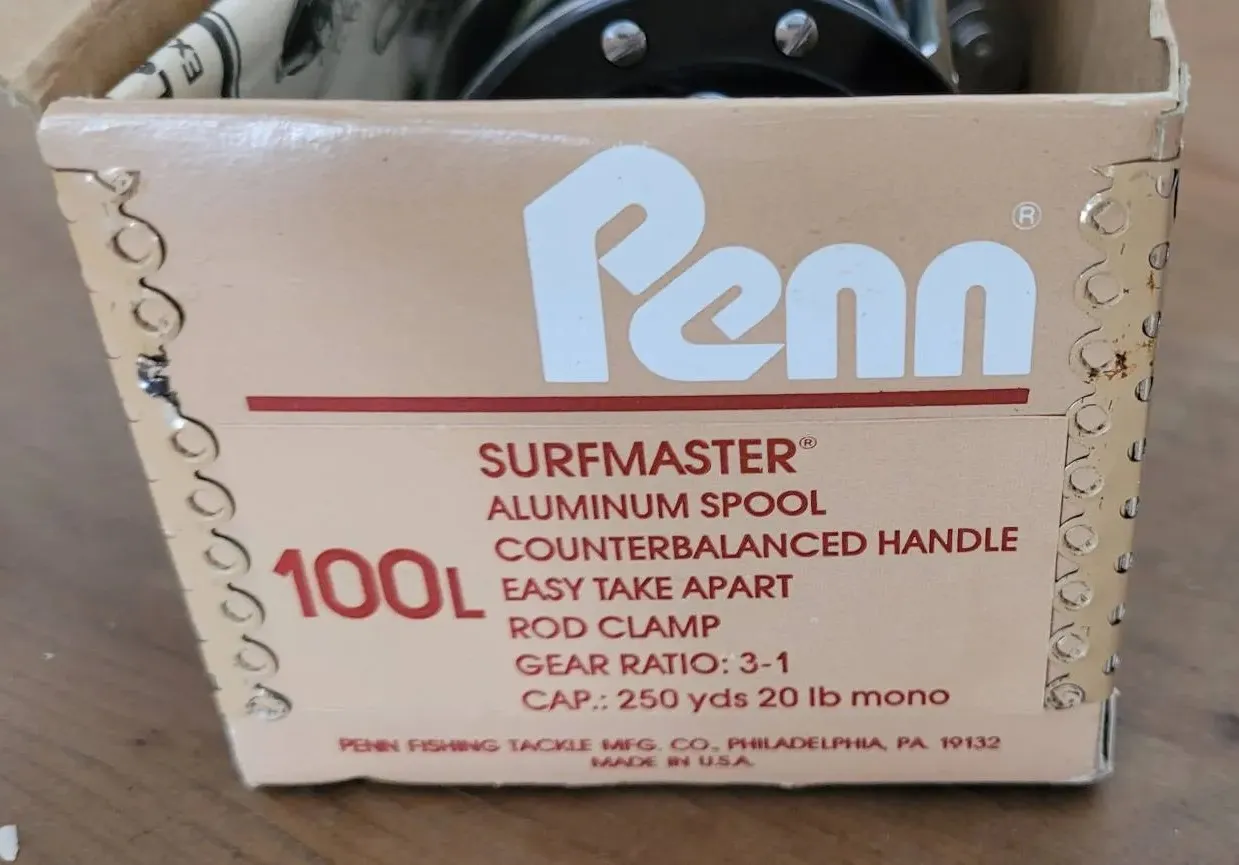 EX
Penn®
SURFMASTER®
ALUMINUM SPOOL
COUNTERBALANCED HANDLE
100L
EASY TAKE APART
ROD CLAMP
GEAR RATIO: 3-1
CAP.: 250 yds 20 lb mono
PENN FISHING TACKLE MFG. CO., PHILADELPHIA, PA. 19132
MADE IN U.S.A.